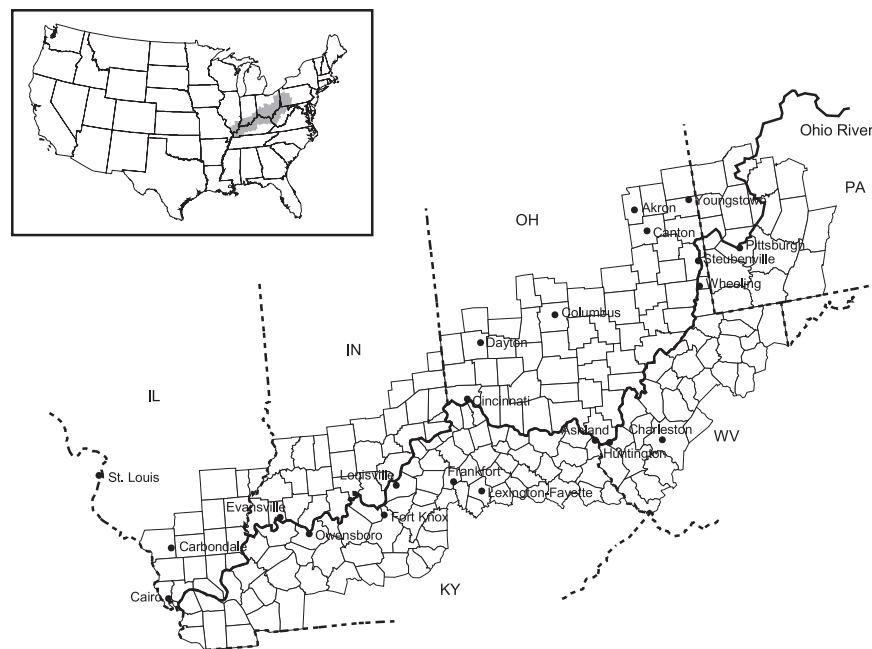 Ohio River
PA
OH
Akron
Youngstown
Canton
Pittsburgh
Steubenville
Wheeling
Columbus
Dayton
IN
IL
Cincinnati
WV
Ashland
Charleston
Huntington
St. Louis
Louisville
Frankfort
Lexington-Fayette
Evansville
Fort Knox
Owensboro
Carbondale
KY
Cairo